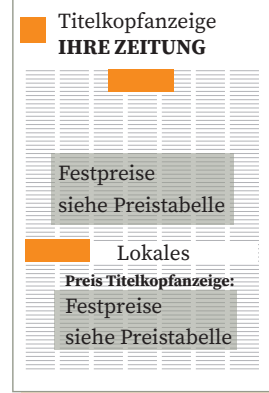 Titelkopfanzeige
IHRE ZEITUNG
Festpreise
siehe Preistabelle
Lokales
Preis Titelkopfanzeige:
Festpreise
siehe Preistabelle